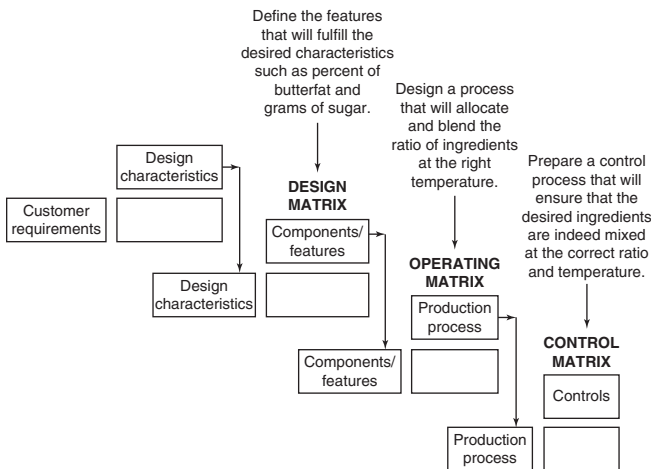 Define the features
that will fulfill the
desired characteristics
such as percent of
butterfat and
grams of sugar.
Design a process
that will allocate
and blend the
ratio of ingredients
at the right
temperature.
Prepare a control
process that will
ensure that the
desired ingredients
are indeed mixed
at the correct ratio
and temperature.
Design
characteristics
Customer
requirements
DESIGN
MATRIX
Components/
features
Design
characteristics
OPERATING
MATRIX
Production
process
Components/
features
CONTROL
MATRIX
Controls
Production
process